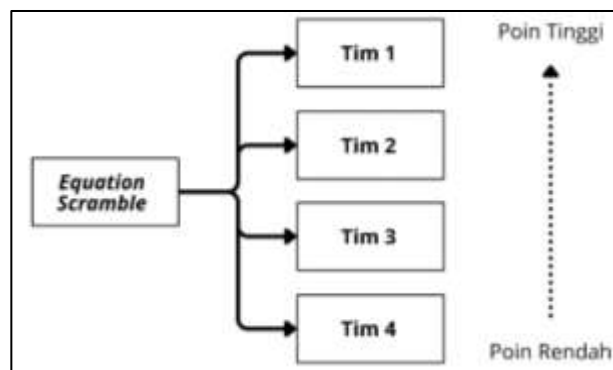 Poin Tinggi
Tim 1
Tim 2
Equation
Scramble
Tim 3
Tim 4
Poin Rendah